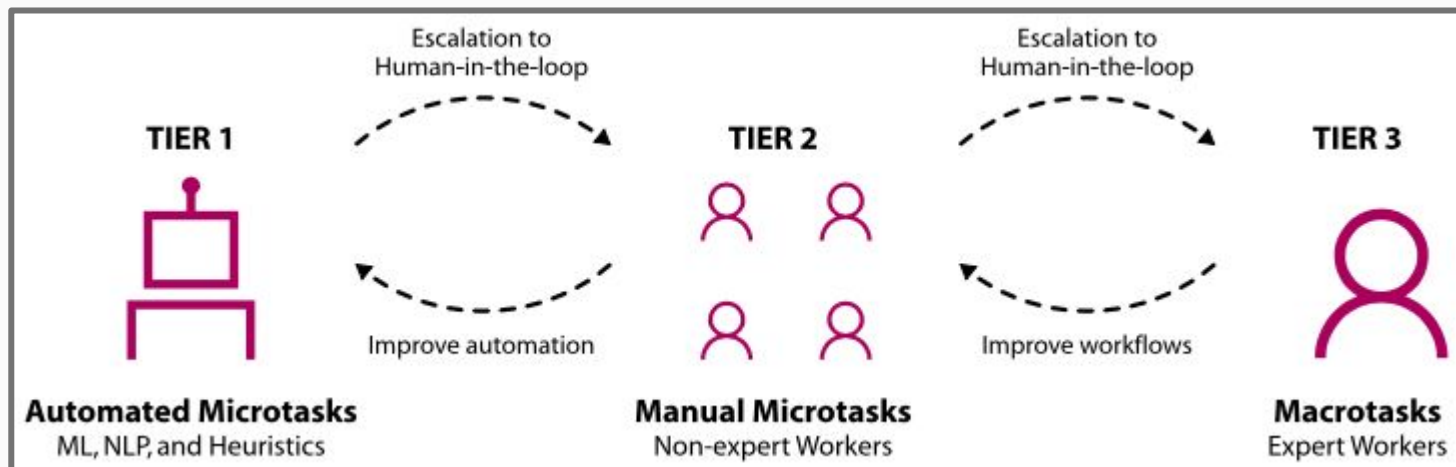 Escalation to
Human-in-the-loop
Escalation to
Human-in-the-loop
TIER 1
TIER 2
TIER 3
Improve automation
Improve workflows
Automated Microtasks
ML, NLP, and Heuristics
Manual Microtasks
Non-expert Workers
Macrotasks
Expert Workers